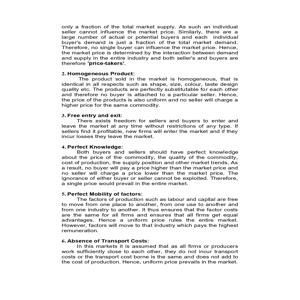 only a fraction of the total market supply. As such an individual
seller cannot influence the market price. Similarly, there are a
large number of actual or potential buyers and each individual
buyer's demand is just a fraction of the total market demand.
Therefore, no single buyer can influence the market price. Hence,
the market price is determined by the interaction between demand
and supply in the entire industry and both seller's and buyers are
therefore 'price-takers'.
2. Homogeneous Product:
The product sold in the market is homogeneous, that is
identical in all respects such as shape, size, colour, taste design
quality etc. The products are perfectly substitutable for each other
and therefore no buyer is attached to a particular seller. Hence,
the price of the products is also uniform and no seller will charge a
higher price for the same commodity.
3. Free entry and exit:
There exists freedom for sellers and buyers to enter and
leave the market at any time without restrictions of any type. If
sellers find it profitable, new firms will enter the market and if they
incur losses they leave the market.
4. Perfect Knowledge:
Both buyers and sellers should have perfect knowledge
about the price of the commodity, the quality of the commodity,
cost of production, the supply position and other market trends. As
a result, no buyer will pay a price higher than the market price and
no seller will charge a price lower than the market price. The
ignorance of either buyer or seller cannot be exploited. Therefore,
a single price would prevail in the entire market.
5. Perfect Mobility of factors:
The factors of production such as labour and capital are free
to move from one place to another, from one use to another and
from one industry to another. It thus ensures that the factor costs
are the same for all firms and ensures that all firms get equal
advantages. Hence a uniform price rules the entire market.
However, factors will move to that industry which pays the highest
remuneration.
6. Absence of Transport Costs:
In this markets it is assumed that as all firms or producers
work sufficiently close to each other, they do not incur transport
costs or the transport cost borne is the same and does not add to
the cost of production. Hence, uniform price prevails in the market.